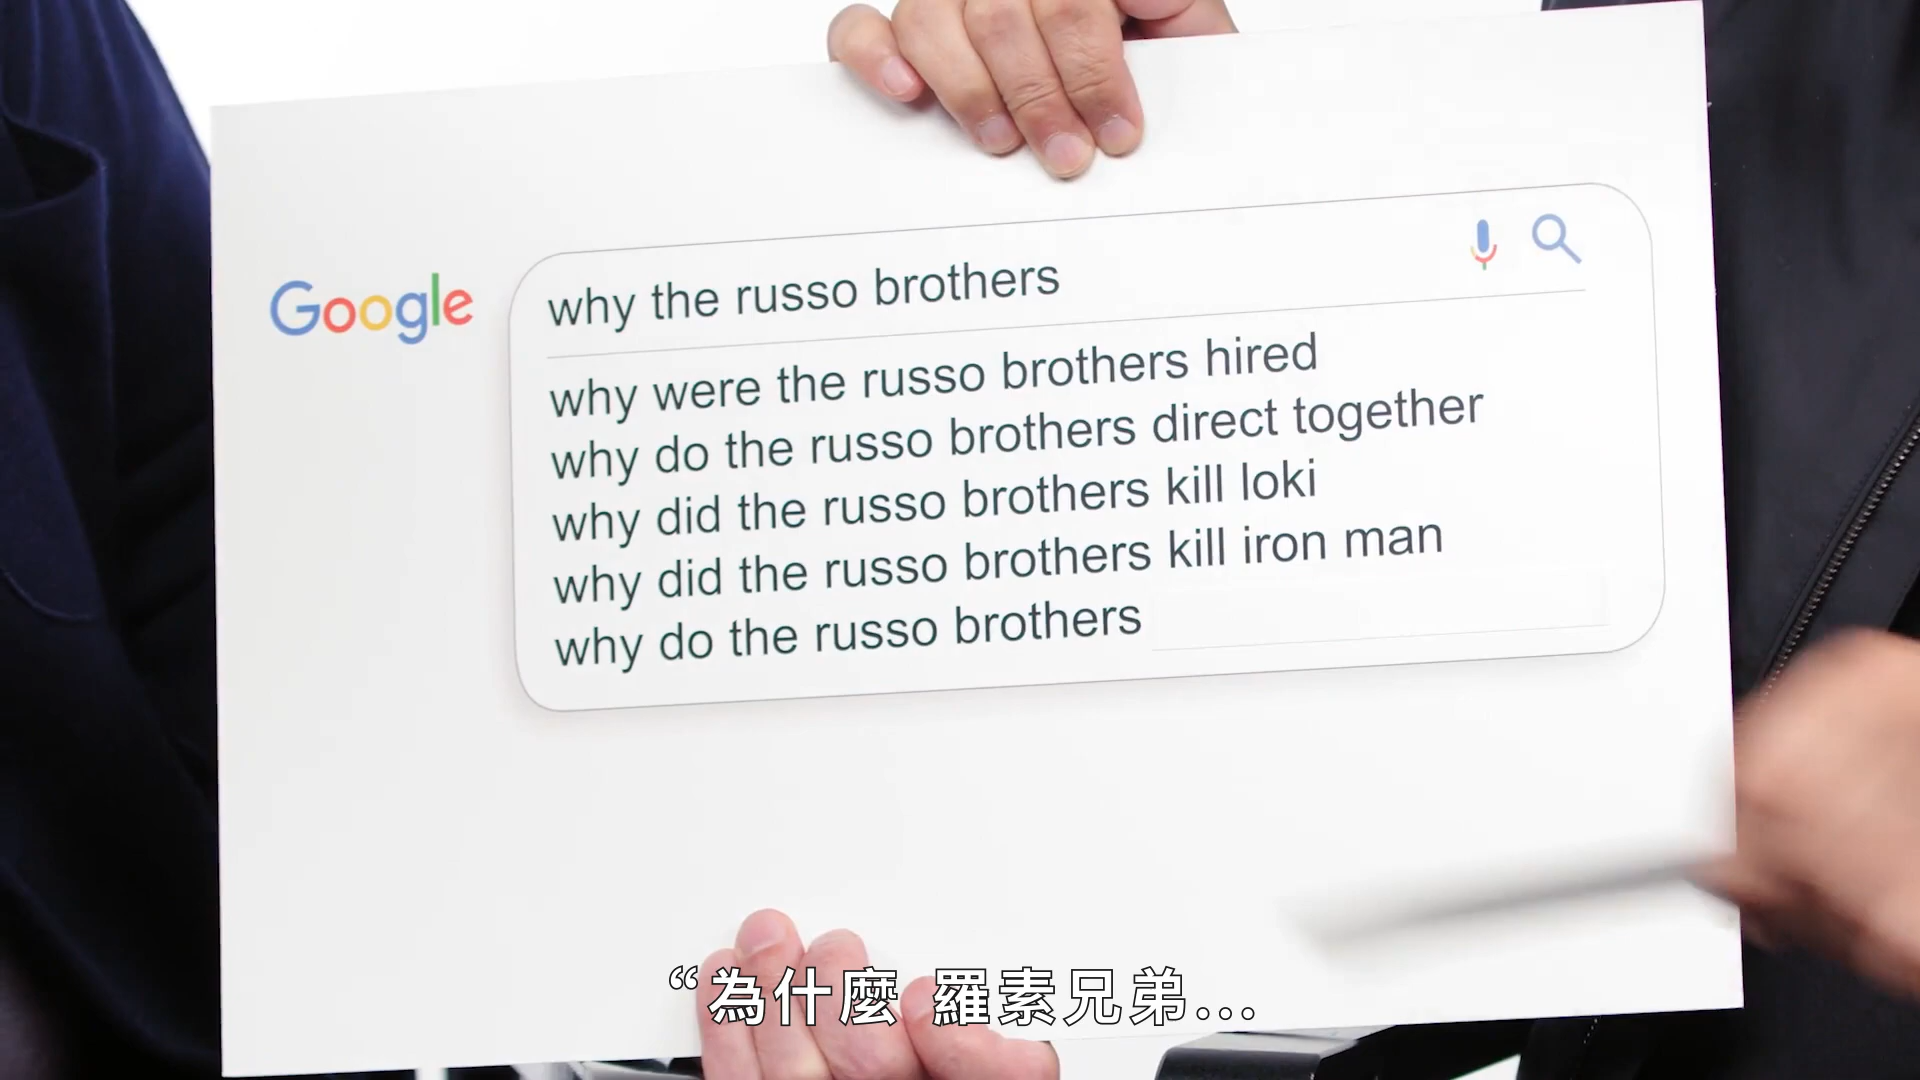 Google
why the russo brothers
why were the russo brothers hired
why do the russo brothers direct together
why did the russo brothers kill loki
why did the russo brothers kill iron man
why do the russo brothers
“為什麼 羅素兄弟...